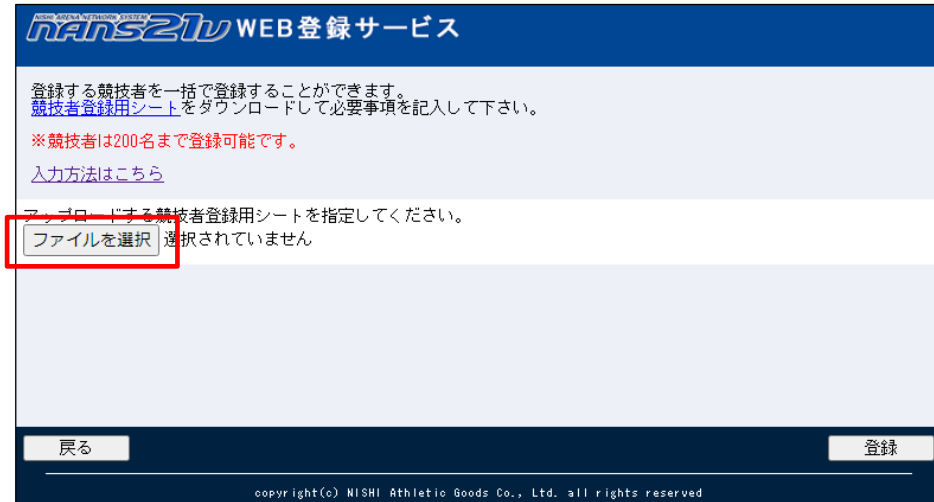 NISHI ARENA NETWORK SYSTEM
nANS21V WEB登録サービス
登録する競技者を一括で登録することができます。
競技者登録用シートをダウンロードして必要事項を記入して下さい。
※競技者は200名まで登録可能です。
入力方法はこちら
アップロードする競技者登録用シートを指定してください。
ファイルを選択 選択されていません
戻る 登録
copyright(c) NISHI Athletic Goods Co., Ltd. all rights reserved